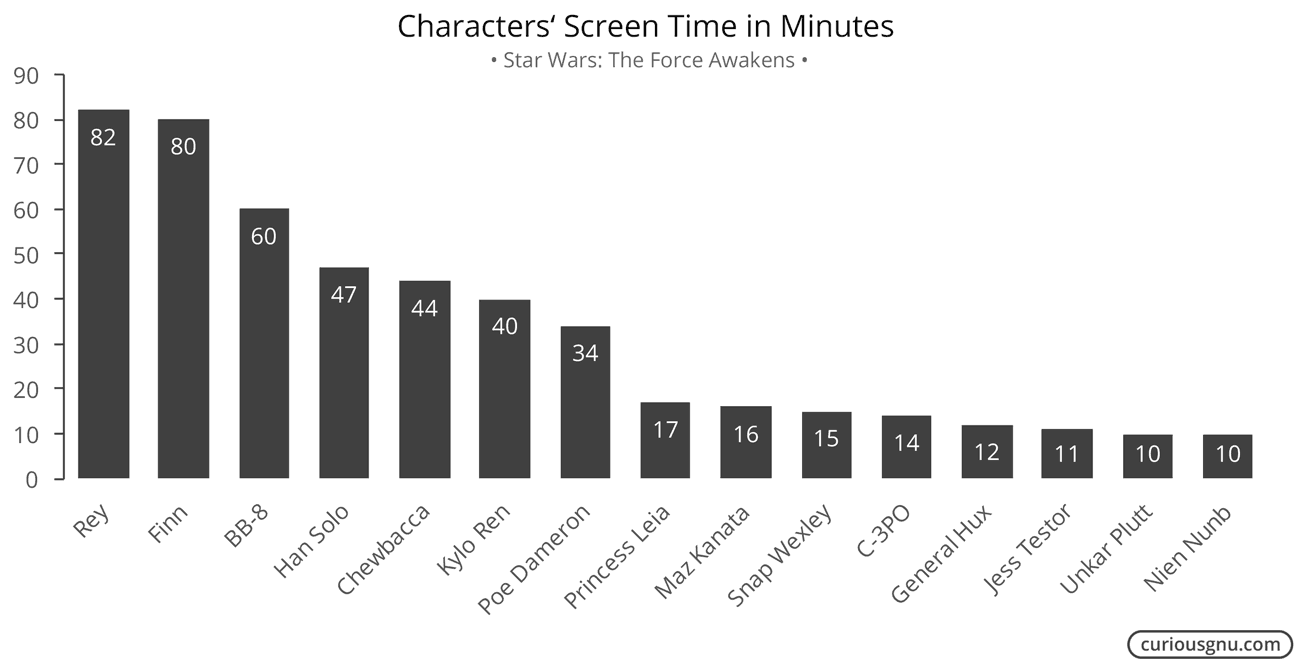 Characters‘ Screen Time in Minutes
• Star Wars: The Force Awakens •
90
80
70
60
50
40
30
20
10
0
82
80
60
47
44
40
34
17
16
15
14
12
11
10
10
Rey
Finn
BB-8
Han Solo
Chewbacca
Kylo Ren
Poe Dameron
Princess Leia
Maz Kanata
Snap Wexley
C-3PO
General Hux
Jess Testor
Unkar Plutt
Nien Nunb
curiousgnu.com